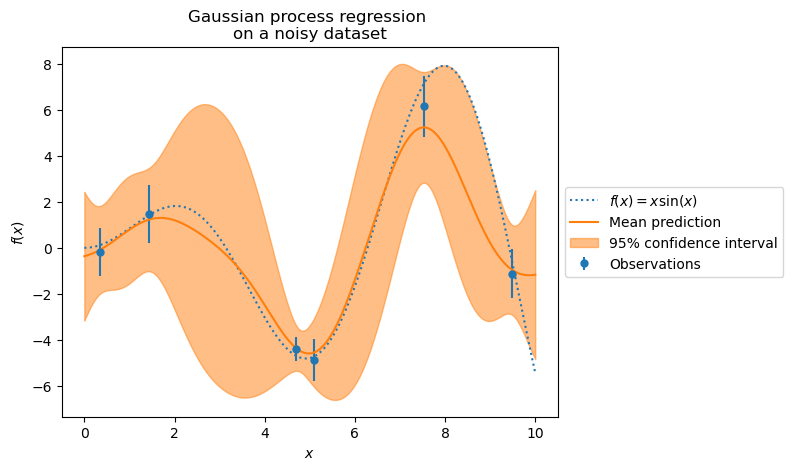 Gaussian process regression
on a noisy dataset
f(x)
8
6
4
2
0
−2
−4
−6
0 2 4 6 8 10
x
f(x) = x sin(x)
Mean prediction
95% confidence interval
Observations